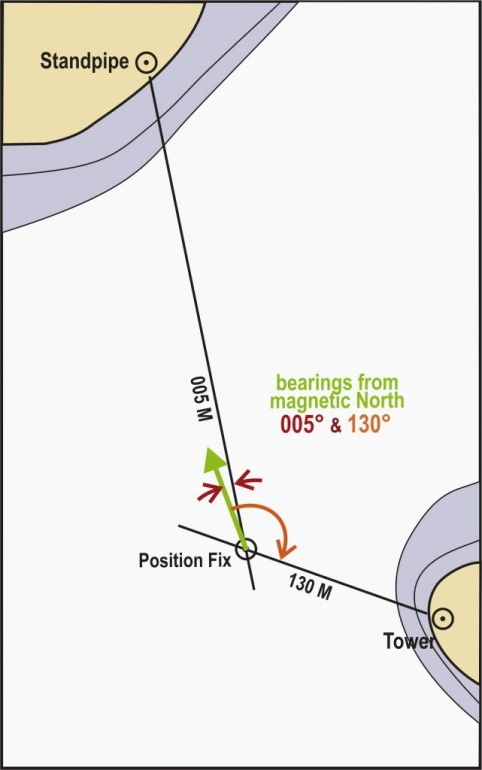 Standpipe
005 M
bearings from
magnetic North
005° & 130°
Position Fix
130 M
Tower